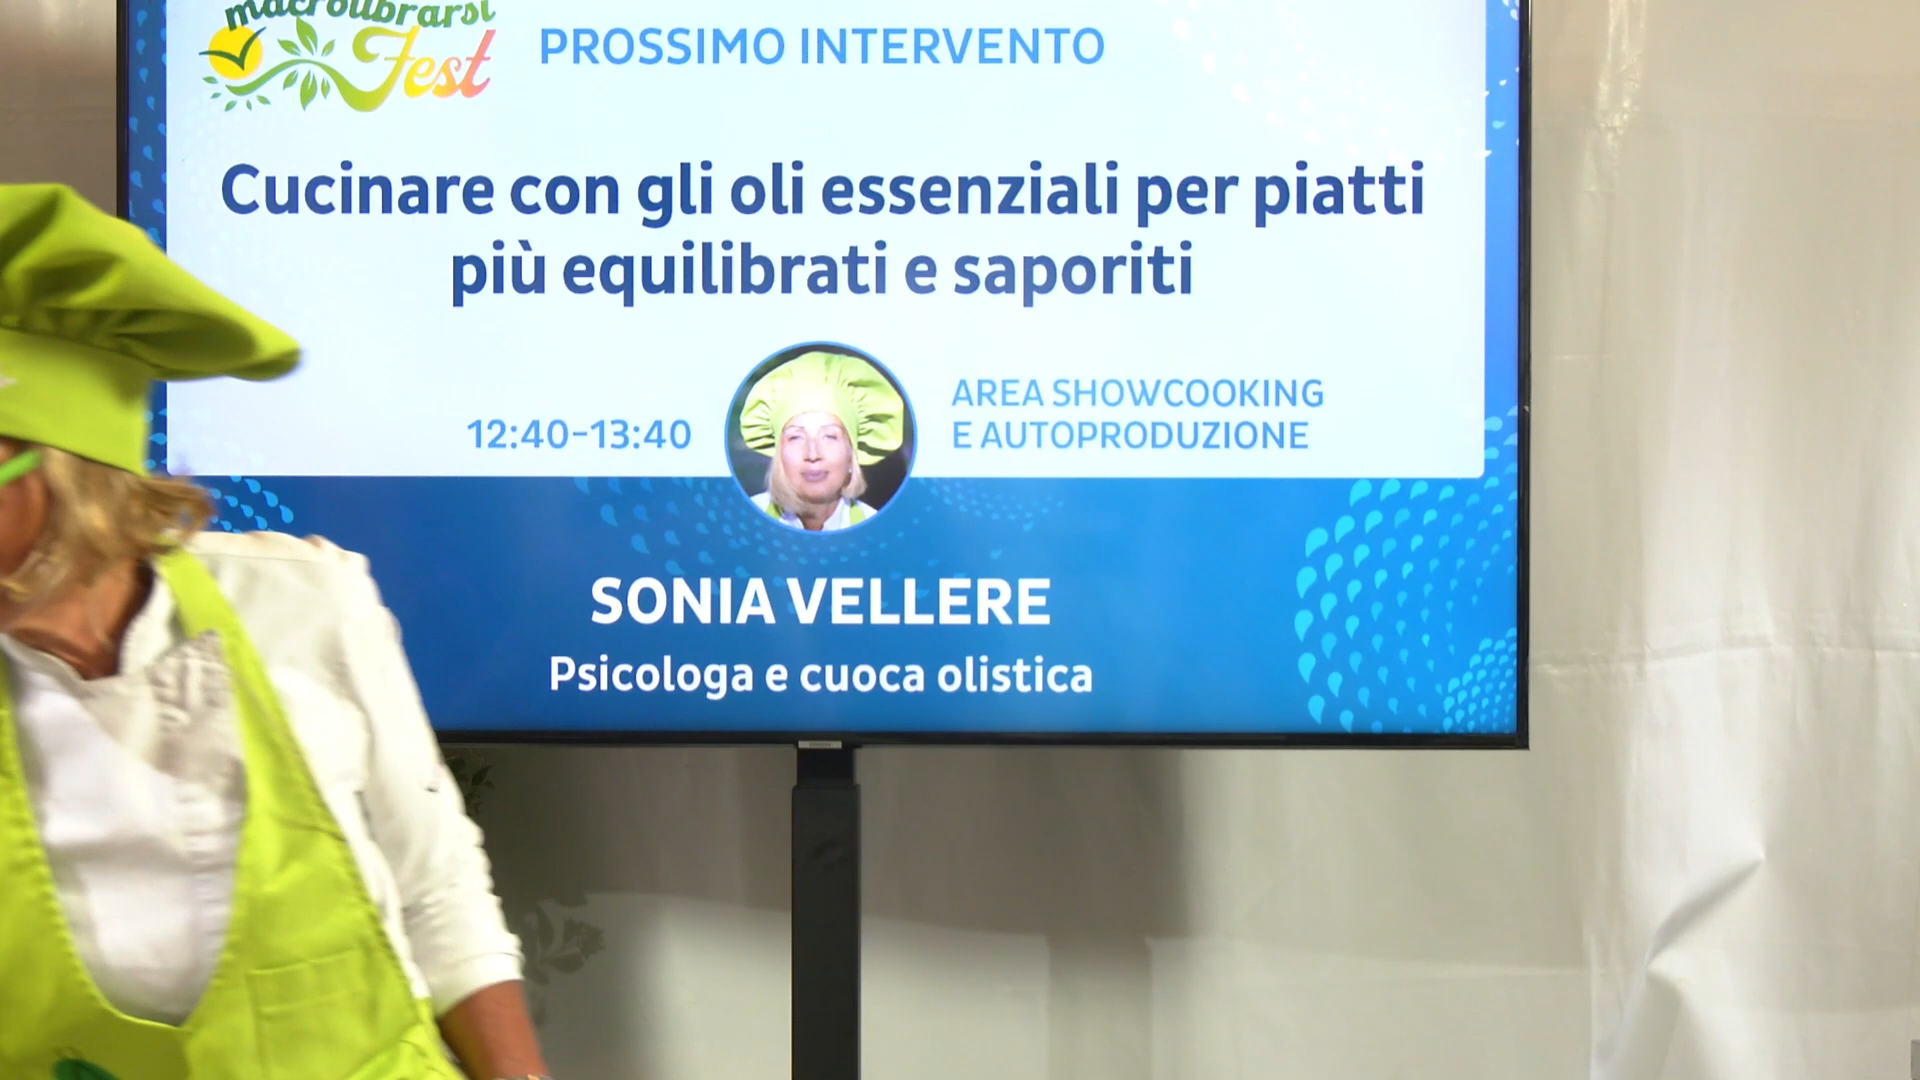 macrolibrarsi
Fest
PROSSIMO INTERVENTO
Cucinare con gli oli essenziali per piatti
più equilibrati e saporiti
12:40-13:40
AREA SHOWCOOKING
E AUTOPRODUZIONE
SONIA VELLERE
Psicologa e cuoca olistica